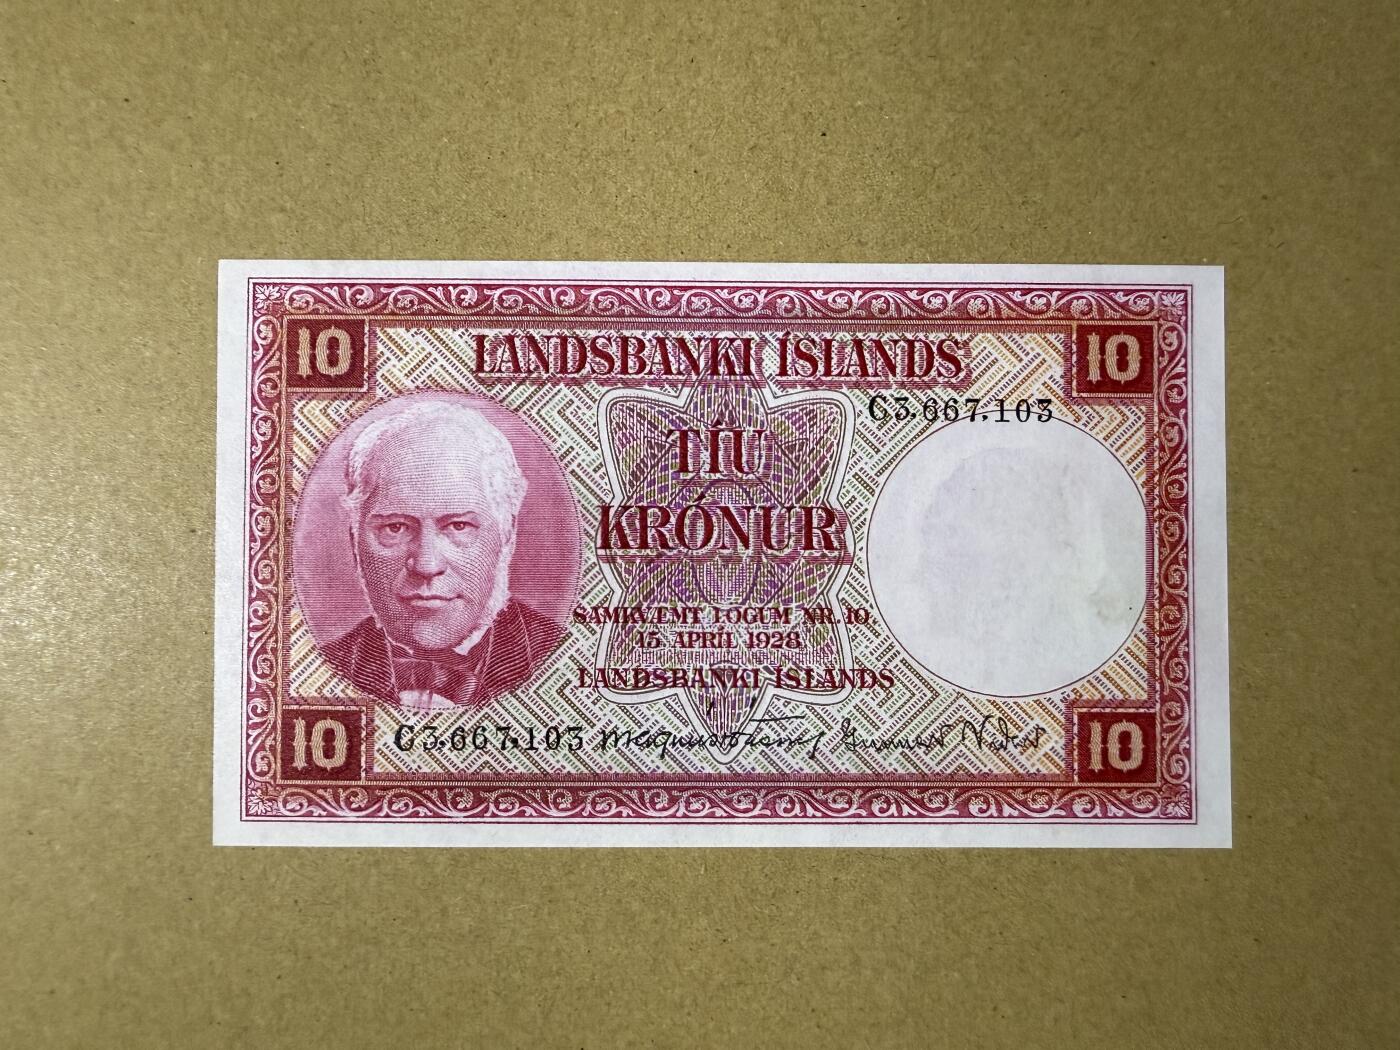 10 10
LANDSBANKI ÍSLANDS
C3,667,103
TÍU
KRÓNUR
SAMKVÆMT LÖGUM NR. 10,
15. APRÍL 1928
LANDSBANKI ÍSLANDS
C3,667,103
10 10